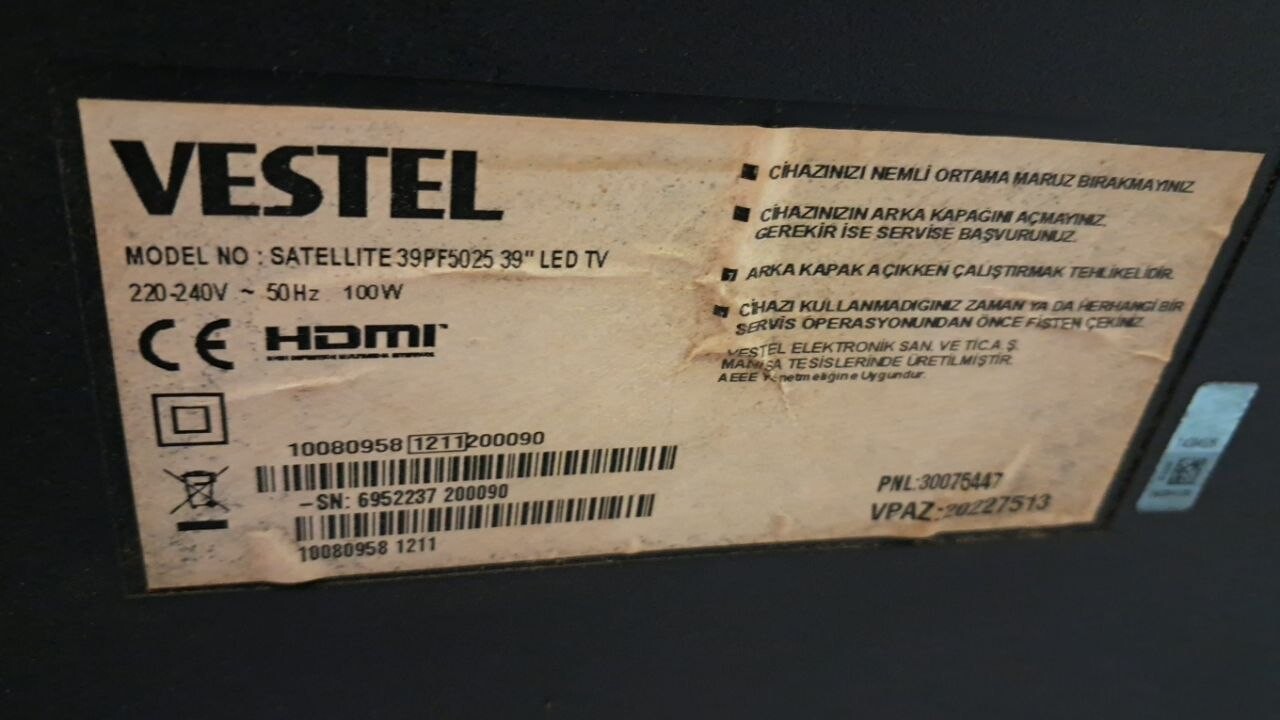 VESTEL
MODEL NO : SATELLITE 39PF5025 39" LED TV
220-240V ~ 50Hz 100W
CE HDMI
10080958 1211 200090
-SN: 6952237 200090
10080958 1211
CİHAZINIZI NEMLİ ORTAMA MARUZ BIRAKMAYINIZ
CİHAZINIZIN ARKA KAPAĞINI AÇMAYINIZ.
GEREKİR İSE SERVİSE BAŞVURUNUZ.
ARKA KAPAK AÇIKKEN ÇALIŞTIRMAK TEHLİKELİDİR.
CİHAZI KULLANMADIĞINIZ ZAMAN YA DA HERHANGİ BİR
SERVİS OPERASYONUNDAN ÖNCE FİŞTEN ÇEKİNİZ.
VESTEL ELEKTRONİK SAN. VE TİC.A.Ş.
MANİSA TESİSLERİNDE ÜRETİLMİŞTİR.
AEEE Yönetmeliğine Uygundur.
PNL:30075447
VPAZ:20227513